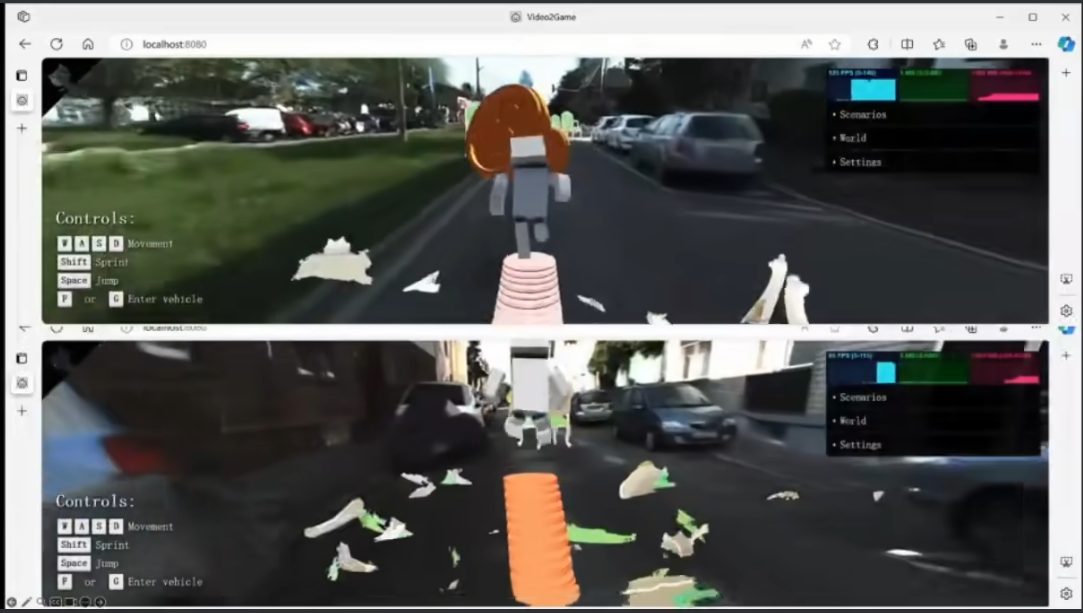 Video2Game
localhost:8080
Scenarios
World
Settings
Controls:
W A S D Movement
Shift Sprint
Space Jump
F or G Enter vehicle
localhost:8080
Scenarios
World
Settings
Controls:
W A S D Movement
Shift Sprint
Space Jump
F or G Enter vehicle